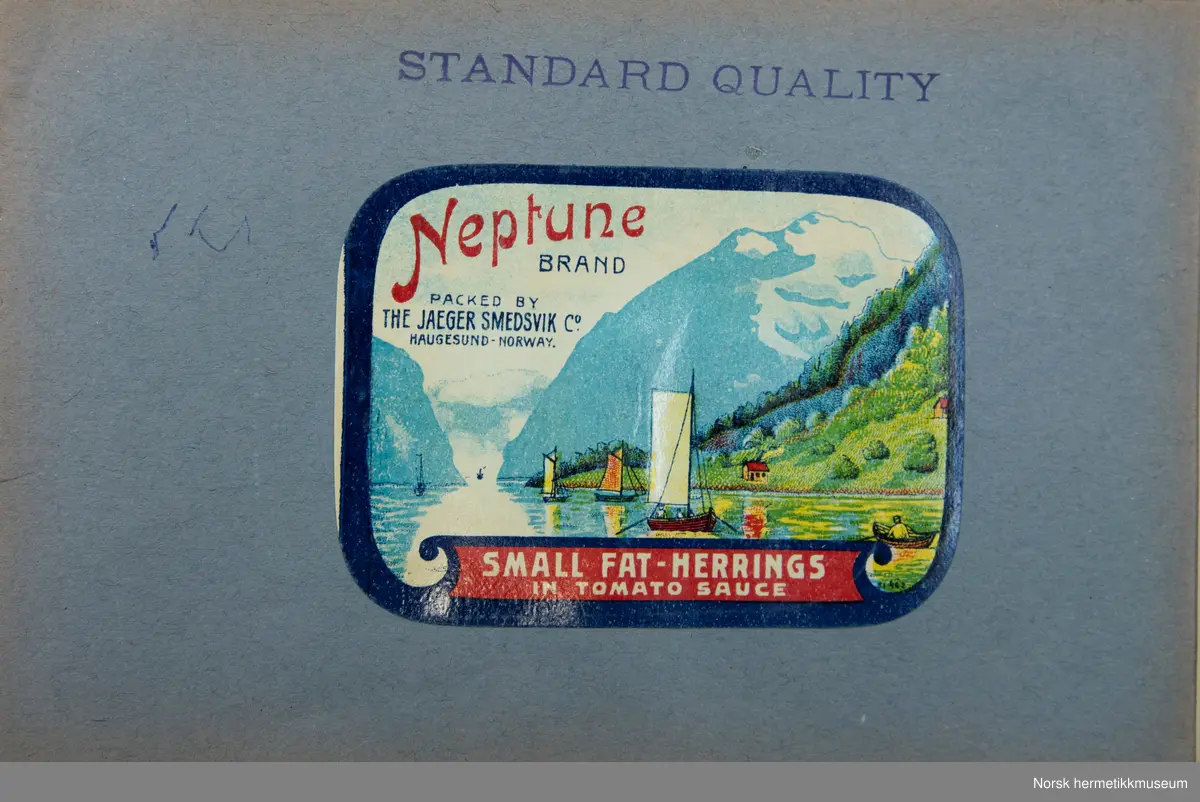 STANDARD QUALITY
Neptune
BRAND
PACKED BY
THE JAEGER SMEDSVIK Cº.
HAUGESUND-NORWAY.
SMALL FAT-HERRINGS
IN TOMATO SAUCE
Norsk hermetikkmuseum